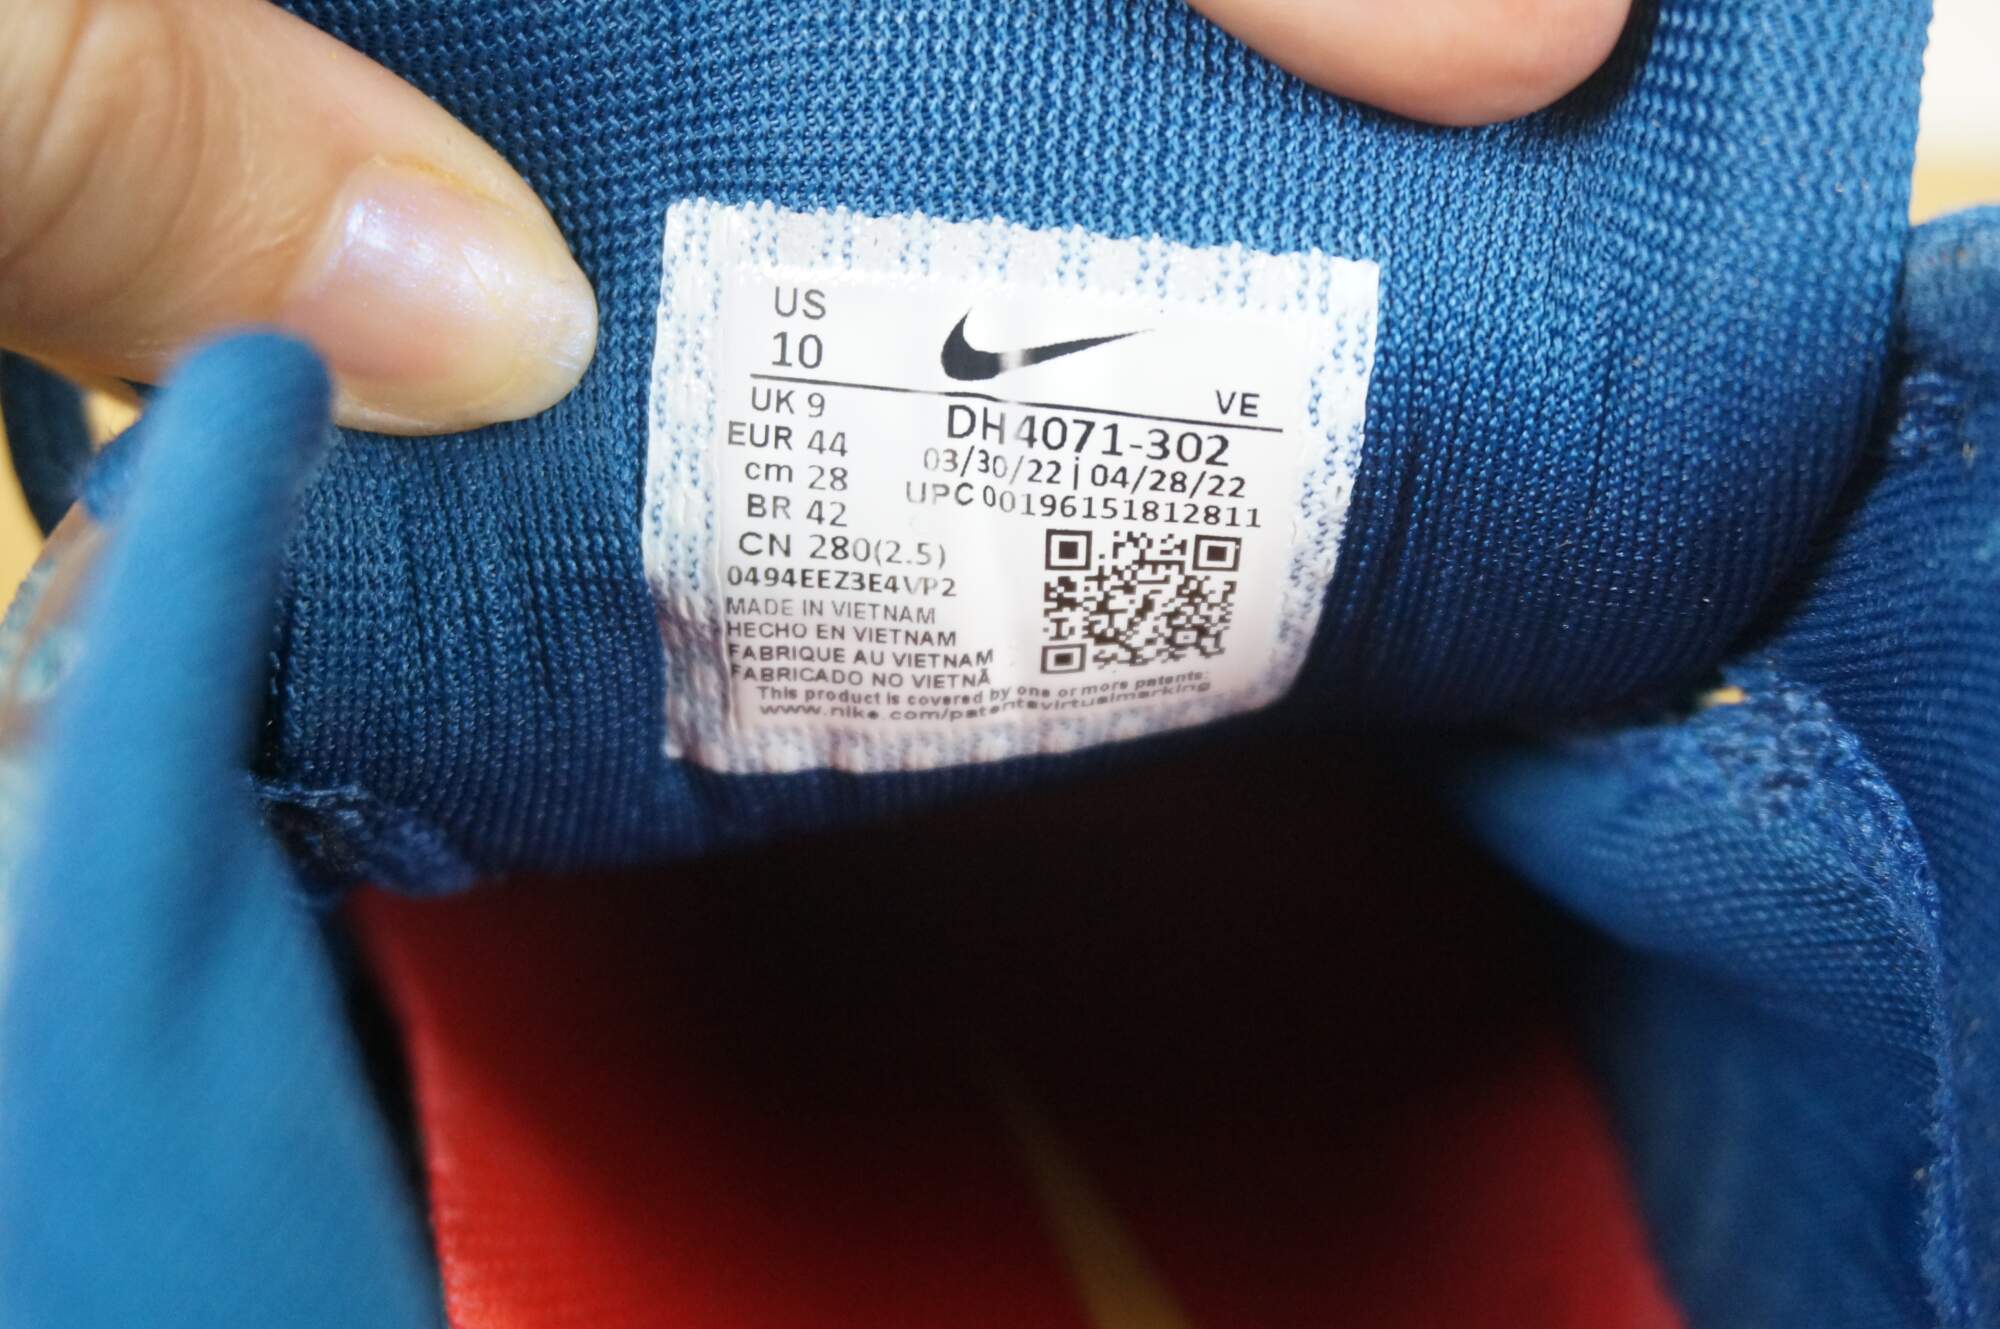 US
10
VE
UK 9
EUR 44
cm 28
BR 42
CN 280(2.5)
DH4071-302
03/30/22 | 04/28/22
UPC 00196151812811
0494EEZ3E4VP2
MADE IN VIETNAM
HECHO EN VIETNAM
FABRIQUE AU VIETNAM
FABRICADO NO VIETNÃ
This product is covered by one or more patents:
www.nike.com/patentsvirtualmarking